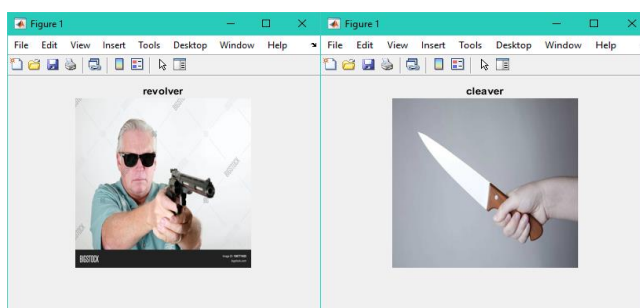 Figure 1
File Edit View Insert Tools Desktop Window Help
revolver
BIGSTOCK
Figure 1
File Edit View Insert Tools Desktop Window Help
cleaver